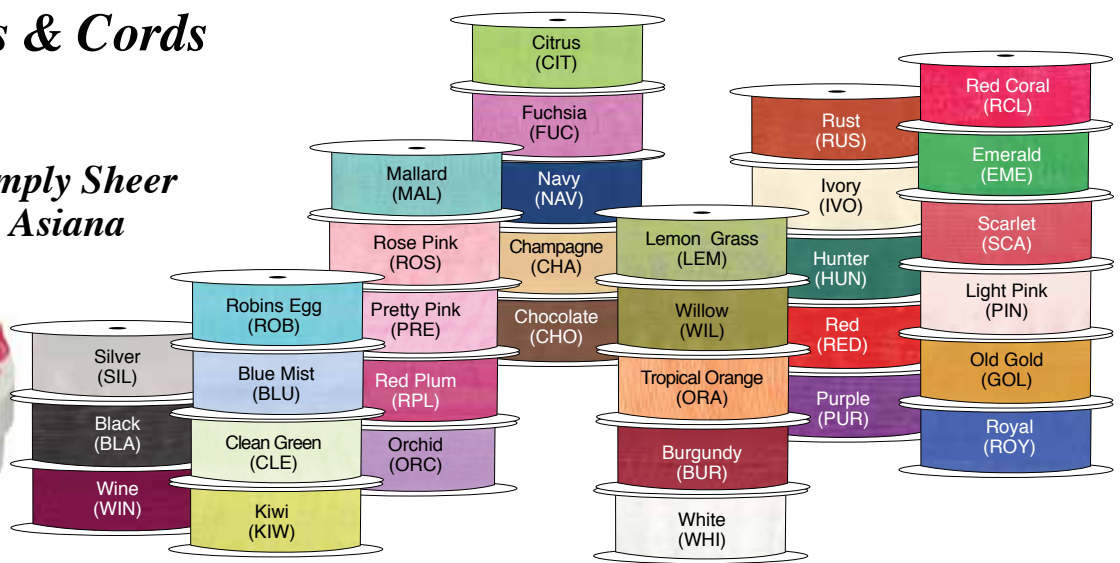 s & Cords
mply Sheer
Asiana
Silver
(SIL)
Black
(BLA)
Wine
(WIN)
Robins Egg
(ROB)
Blue Mist
(BLU)
Clean Green
(CLE)
Kiwi
(KIW)
Mallard
(MAL)
Rose Pink
(ROS)
Pretty Pink
(PRE)
Red Plum
(RPL)
Orchid
(ORC)
Citrus
(CIT)
Fuchsia
(FUC)
Navy
(NAV)
Champagne
(CHA)
Chocolate
(CHO)
Lemon Grass
(LEM)
Willow
(WIL)
Tropical Orange
(ORA)
Burgundy
(BUR)
White
(WHI)
Rust
(RUS)
Ivory
(IVO)
Hunter
(HUN)
Red
(RED)
Purple
(PUR)
Red Coral
(RCL)
Emerald
(EME)
Scarlet
(SCA)
Light Pink
(PIN)
Old Gold
(GOL)
Royal
(ROY)